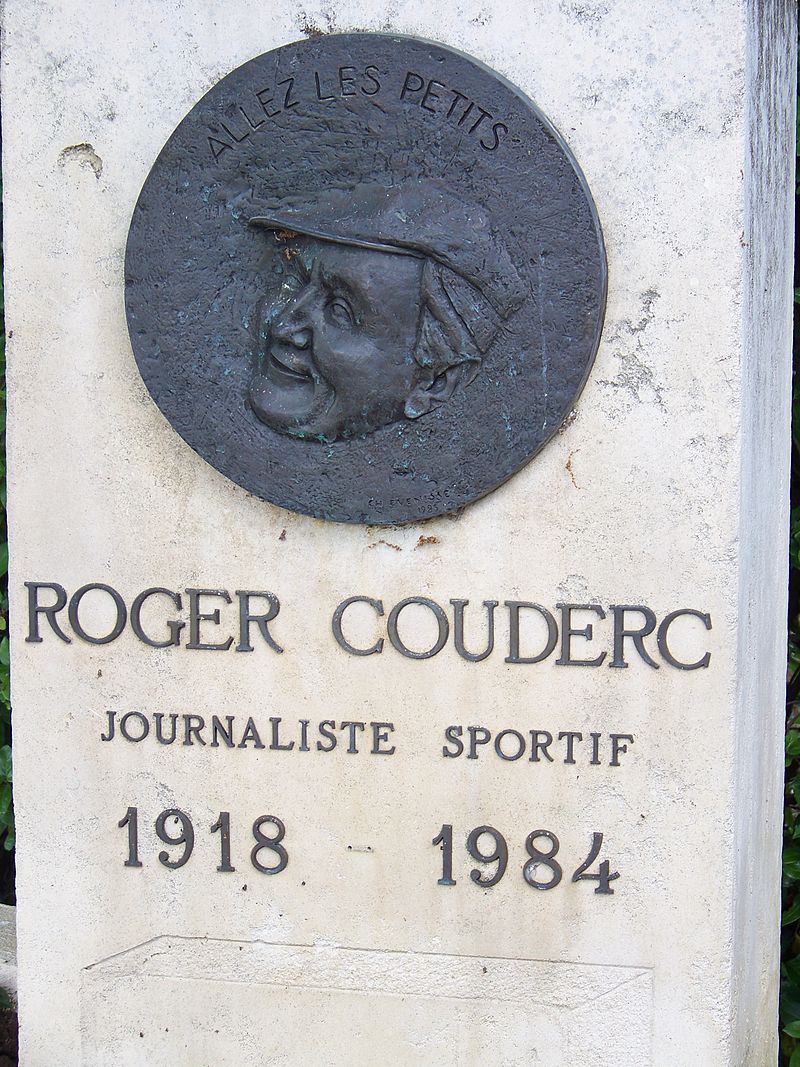 ALLEZ LES PETITS
ROGER COUDERC
JOURNALISTE SPORTIF
1918 - 1984